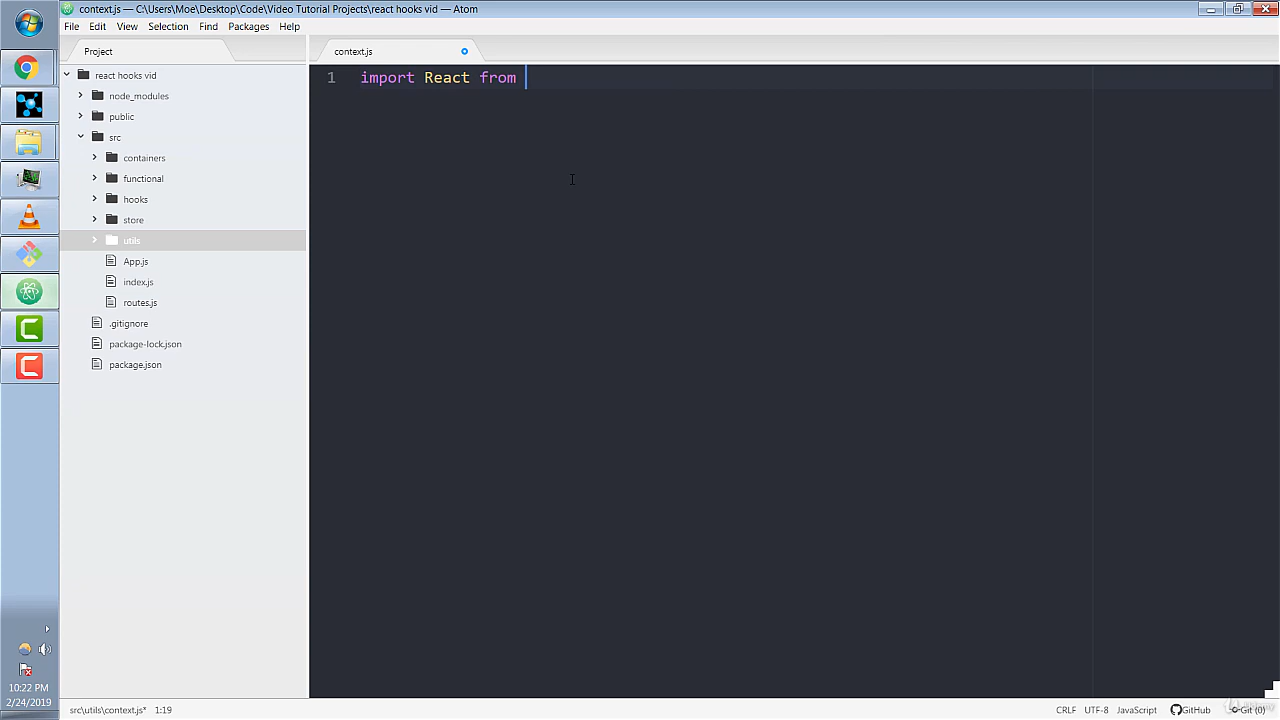 context.js — C:\Users\Moe\Desktop\Code\Video Tutorial Projects\react hooks vid — Atom
File Edit View Selection Find Packages Help
Project
context.js
react hooks vid
node_modules
public
src
containers
functional
hooks
store
utils
App.js
index.js
routes.js
.gitignore
package-lock.json
package.json
1 import React from
10:22 PM
2/24/2019
src\utils\context.js* 1:19
CRLF UTF-8 JavaScript GitHub Git (0)